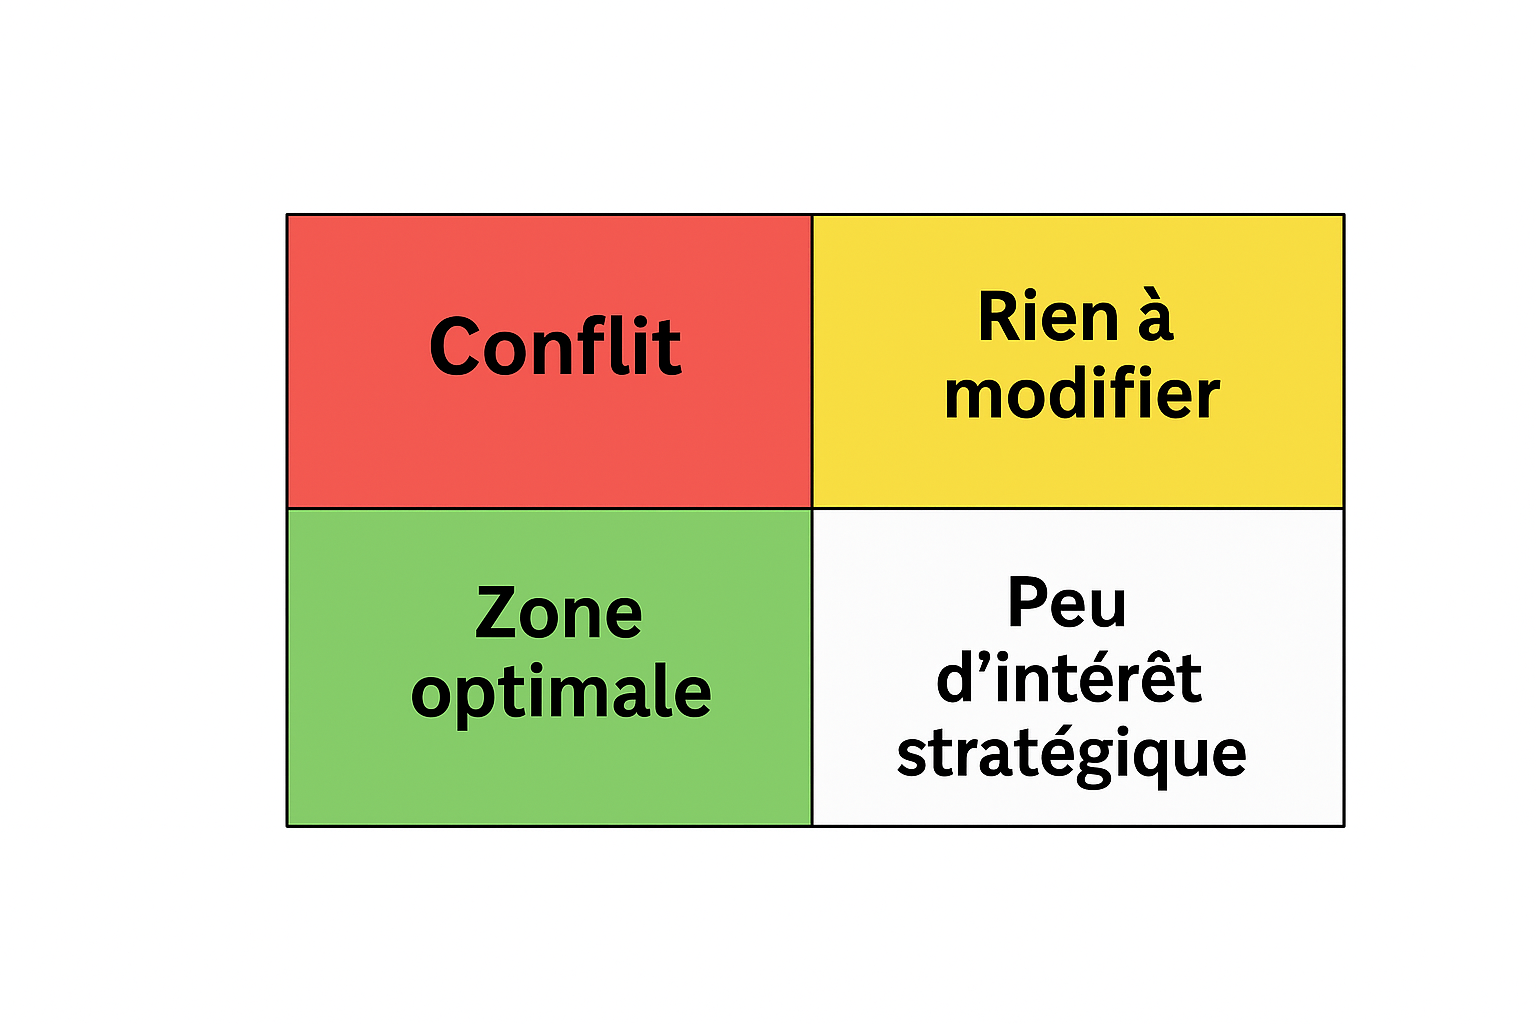 Conflit
Rien à
modifier
Zone
optimale
Peu
d’intérêt
stratégique